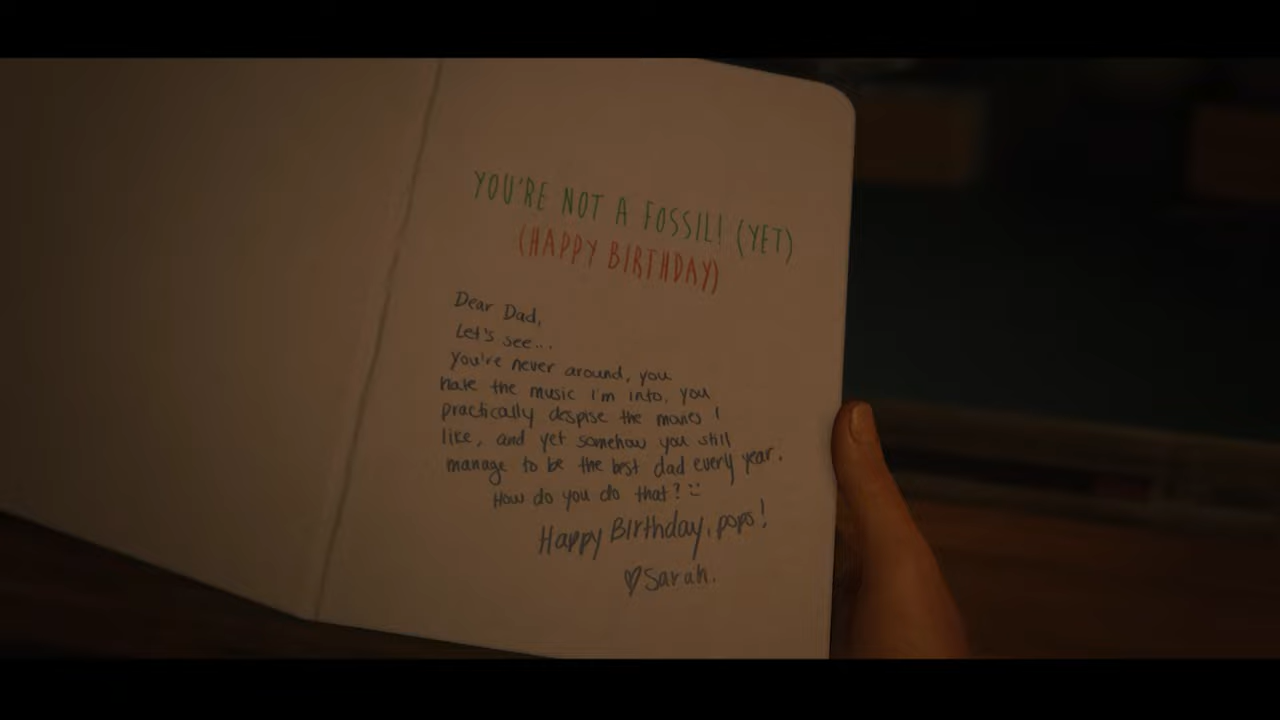 YOU'RE NOT A FOSSIL! (YET)
(HAPPY BIRTHDAY)
Dear Dad,
Let's see...
you're never around, you
hate the music i'm into, you
practically despise the movies I
like, and yet somehow you still
manage to be the best dad every year.
How do you do that? :)
Happy Birthday, pops!
♡Sarah.